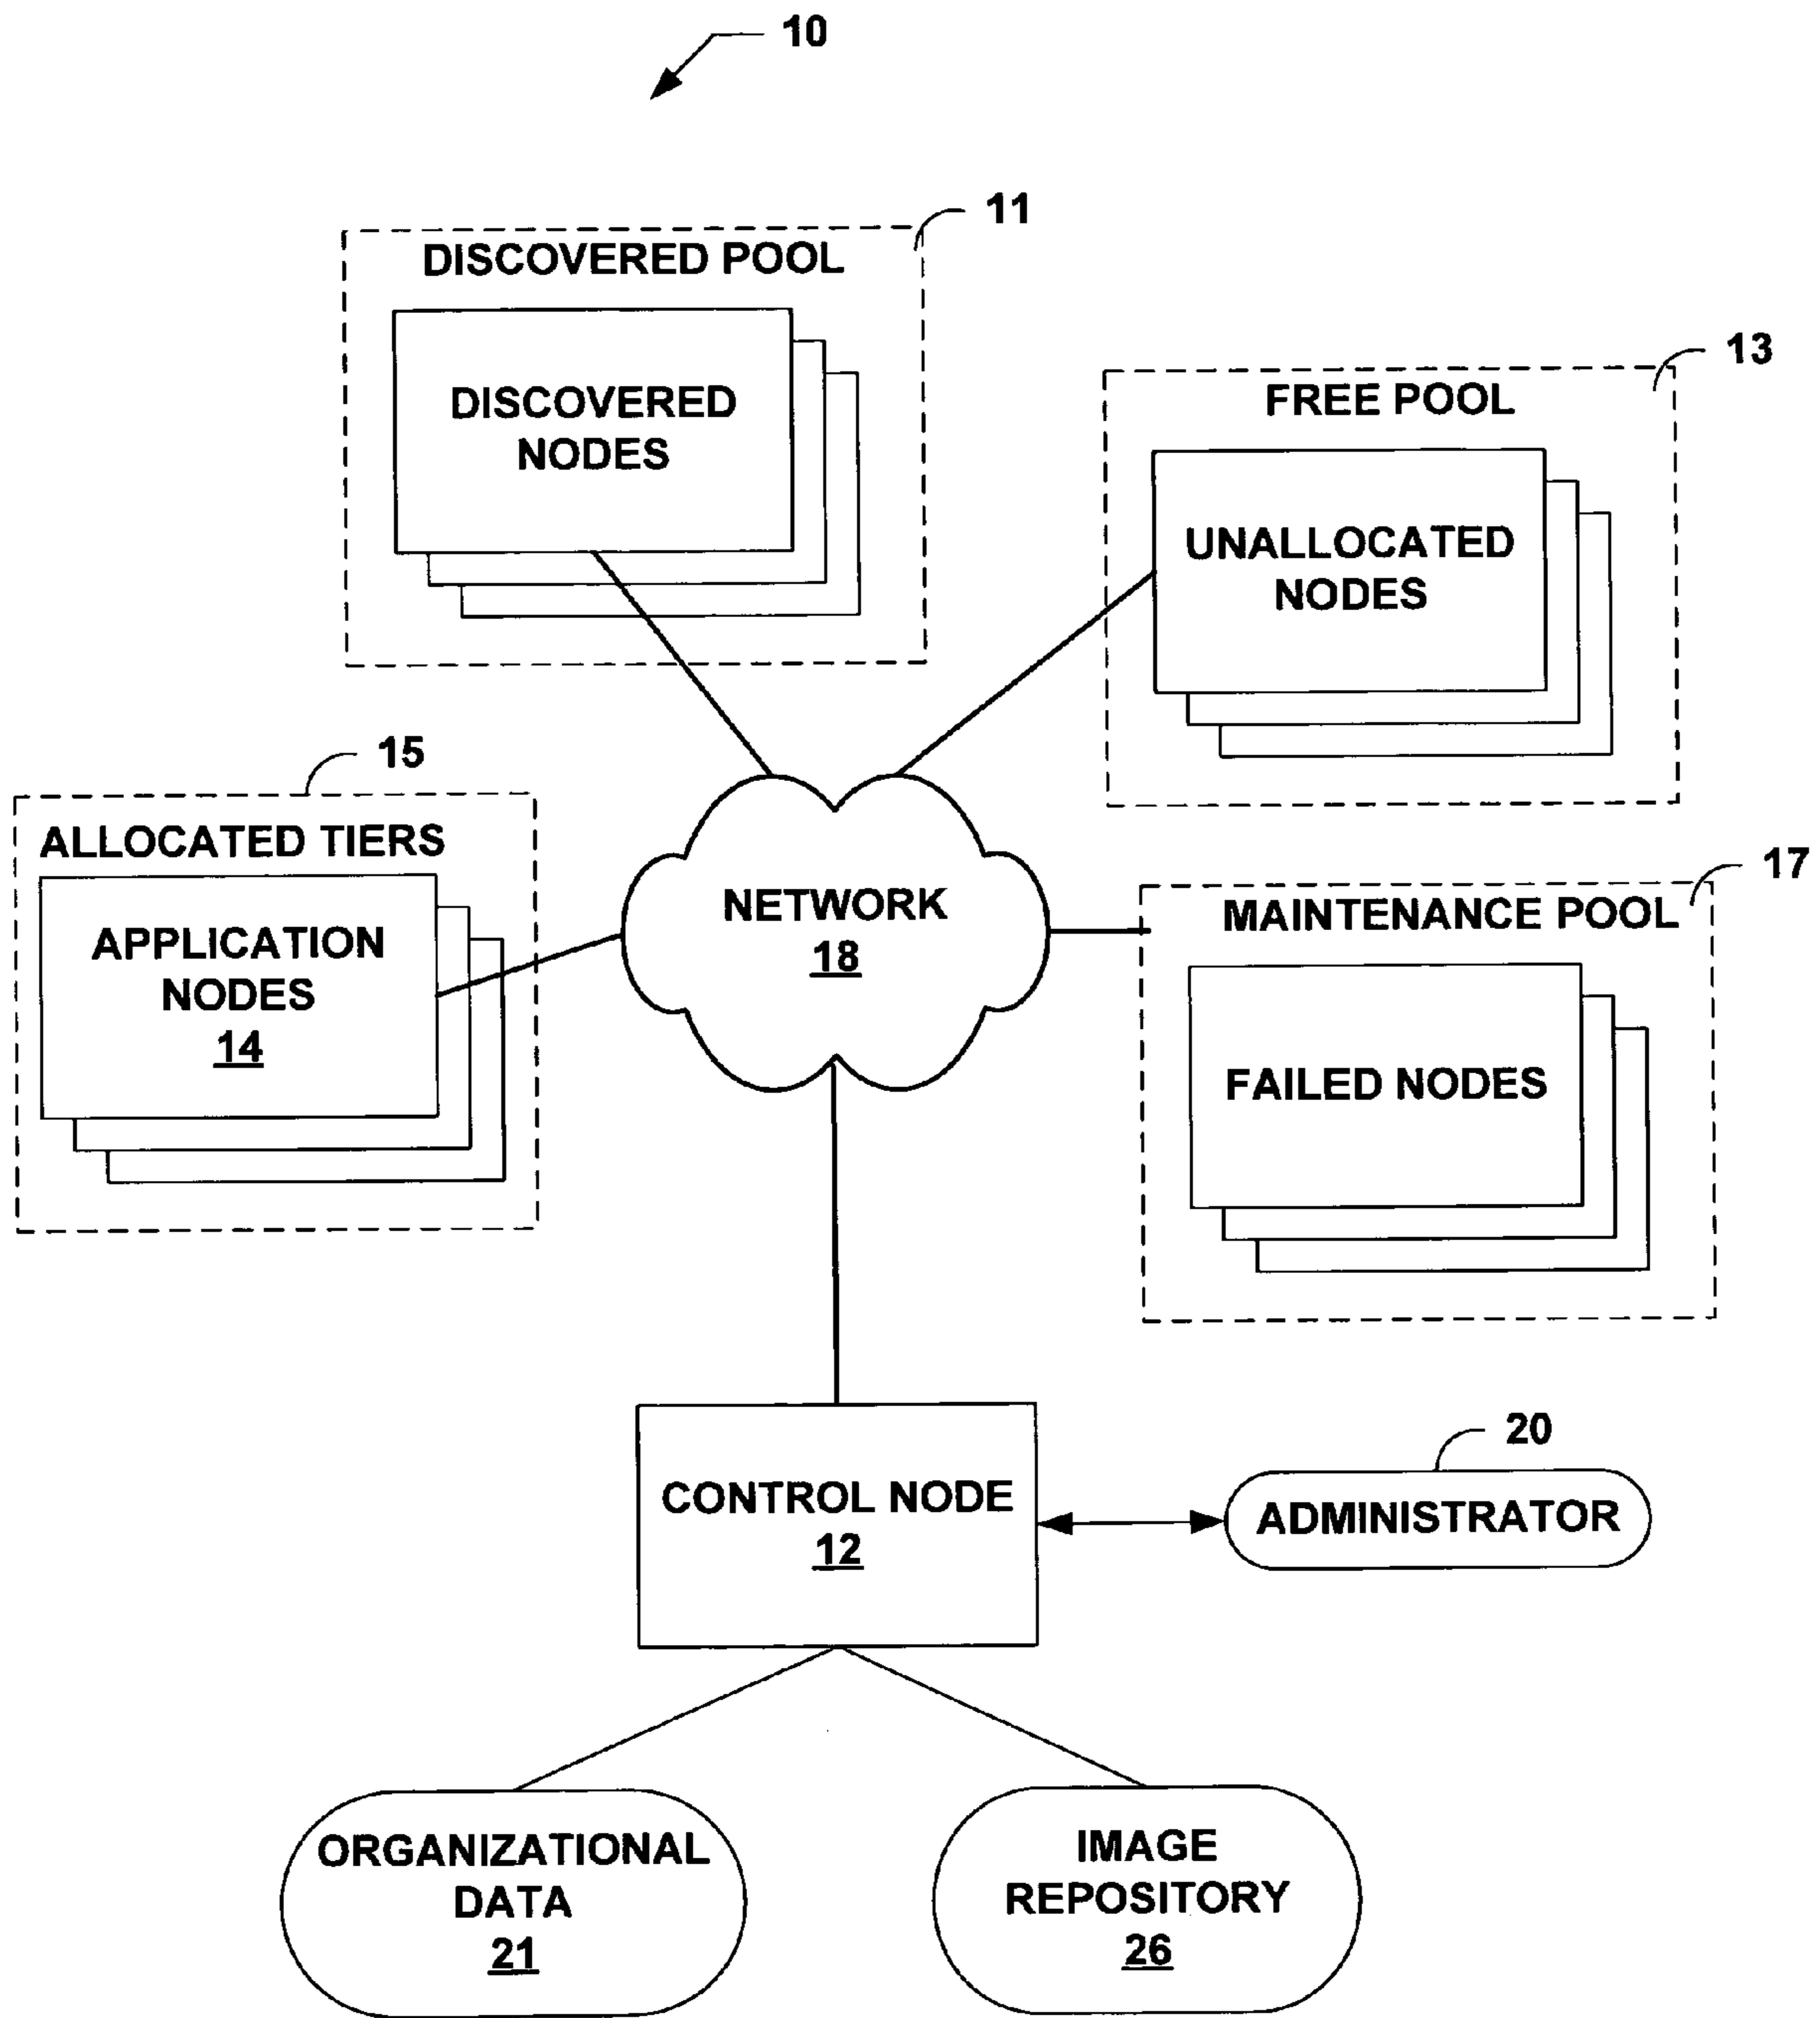 10
11
DISCOVERED POOL
DISCOVERED
NODES
13
FREE POOL
UNALLOCATED
NODES
15
ALLOCATED TIERS
APPLICATION
NODES
14
NETWORK
18
17
MAINTENANCE POOL
FAILED NODES
CONTROL NODE
12
20
ADMINISTRATOR
ORGANIZATIONAL
DATA
21
IMAGE
REPOSITORY
26